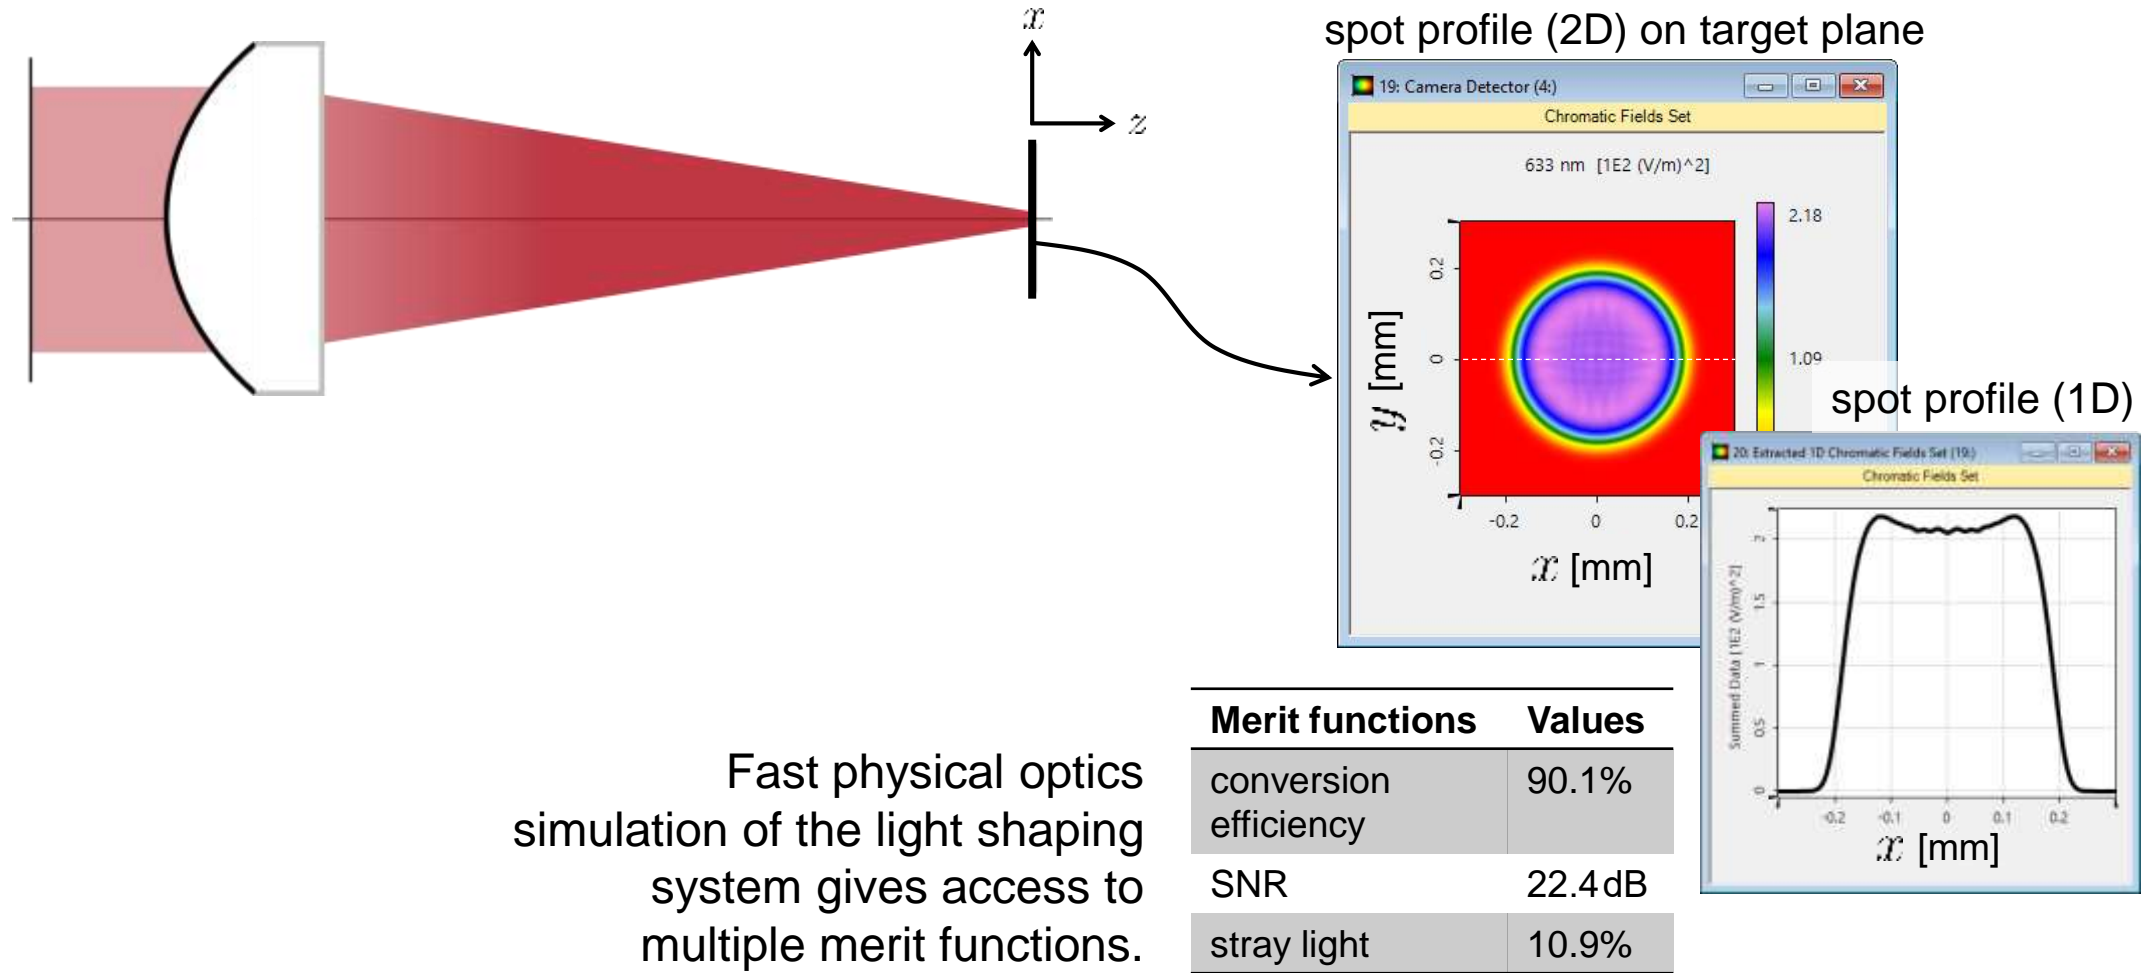 x
z
spot profile (2D) on target plane
19: Camera Detector (4:)
Chromatic Fields Set
633 nm [1E2 (V/m)^2]
2.18
1.09
0.2
0
-0.2
y [mm]
-0.2 0 0.2
x [mm]
spot profile (1D)
20: Extracted 1D Chromatic Fields Set (19:)
Chromatic Fields Set
Summed Data [1E2 (V/m)^2]
2
1.5
1
0.5
0
-0.2 -0.1 0 0.1 0.2
x [mm]
Fast physical optics
simulation of the light shaping
system gives access to
multiple merit functions.
Merit functions Values
conversion 90.1%
efficiency
SNR 22.4 dB
stray light 10.9%